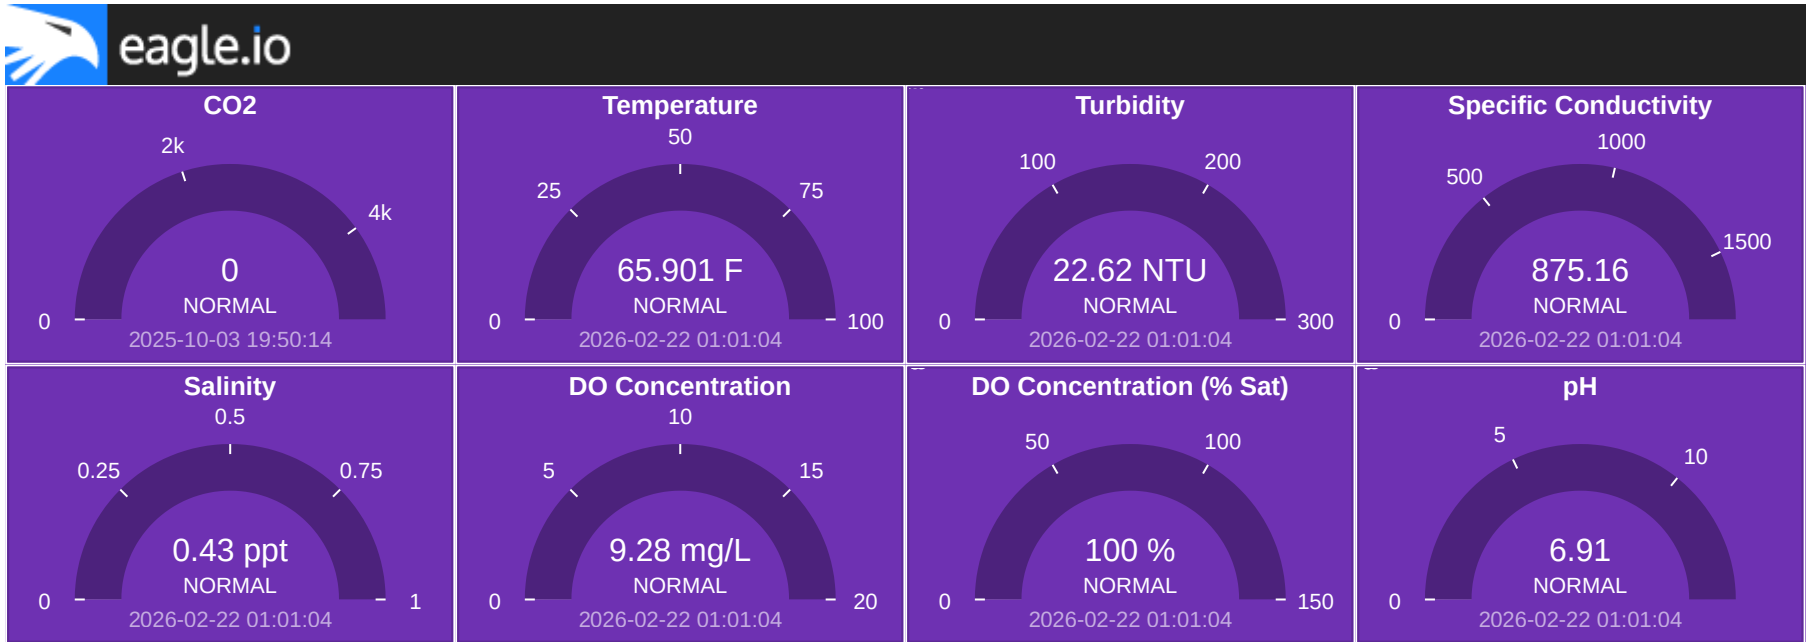 eagle.io
CO2
2k
4k
0
0
NORMAL
2025-10-03 19:50:14
Temperature
50
25
75
65.901 F
NORMAL
0
100
2026-02-22 01:01:04
Turbidity
100
200
22.62 NTU
NORMAL
0
300
2026-02-22 01:01:04
Specific Conductivity
1000
500
1500
875.16
NORMAL
0
2026-02-22 01:01:04
Salinity
0.5
0.25
0.75
0.43 ppt
NORMAL
0
1
2026-02-22 01:01:04
DO Concentration
10
5
15
9.28 mg/L
NORMAL
0
20
2026-02-22 01:01:04
DO Concentration (% Sat)
50
100
100 %
NORMAL
0
150
2026-02-22 01:01:04
pH
5
10
6.91
NORMAL
0
2026-02-22 01:01:04